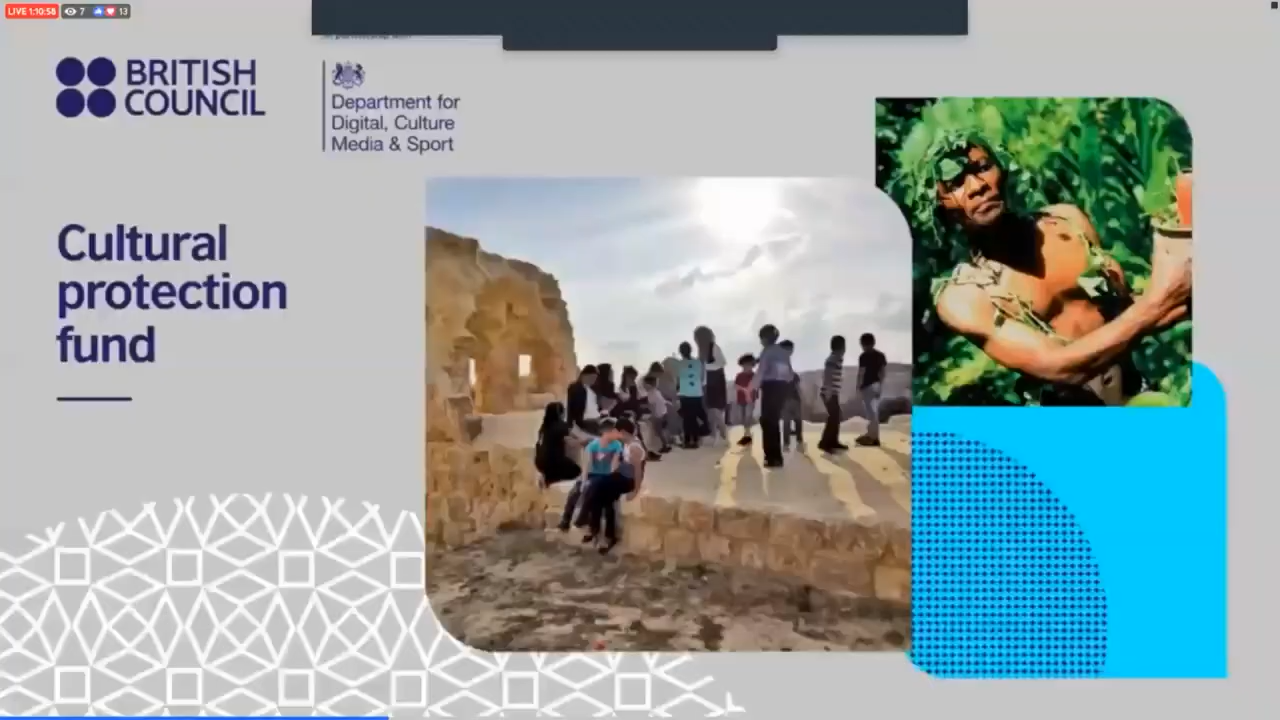 LIVE 1:10:58
7
13
BRITISH
COUNCIL
Department for
Digital, Culture
Media & Sport
Cultural
protection
fund